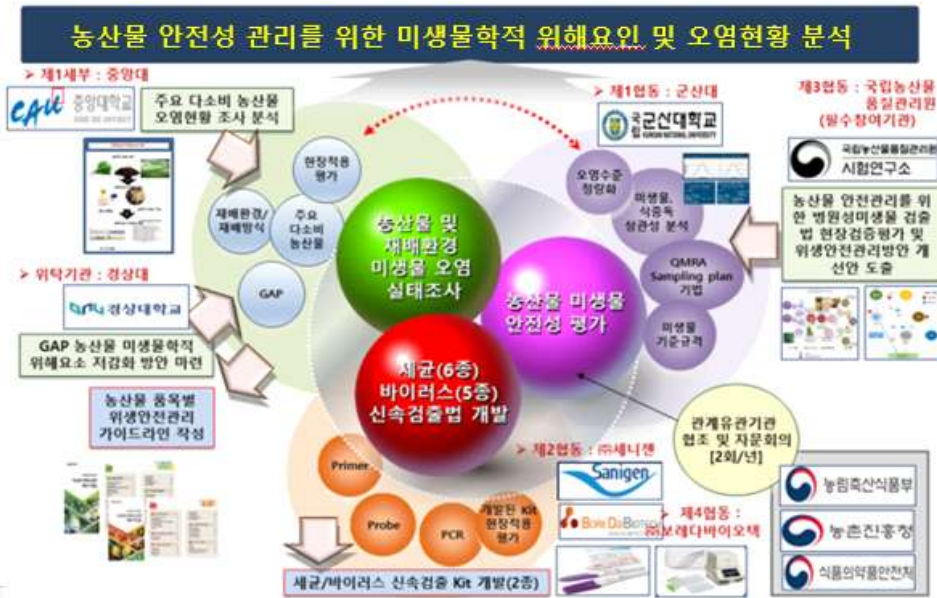 농산물 안전성 관리를 위한 미생물학적 위해요인 및 오염현황 분석
➤ 제1세부 : 중앙대
CAU 중앙대학교
주요 다소비 농산물
오염현황 조사 분석
현장적용
평가
재배환경/
재배방식
주요
다소비
농산물
GAP
농산물 및
재배환경
미생물 오염
실태조사
➤ 위탁기관 : 경상대
경상대학교
GAP 농산물 미생물학적
위해요소 저감화 방안 마련
농산물 품목별
위생안전관리
가이드라인 작성
➤ 제1협동 : 군산대
국립 군산대학교
KUNSAN NATIONAL UNIVERSITY
오염수준
정량화
미생물,
식중독
상관성 분석
QMRA
Sampling plan
기법
미생물
기준규격
농산물 미생물
안전성 평가
제3협동 : 국립농산물
품질관리원
(필수참여기관)
국립농산물품질관리원
시험연구소
농산물 안전관리를 위
한 병원성미생물 검출
법 현장검증평가 및
위생안전관리방안 개
선안 도출
세균(6종)
바이러스(5종)
신속검출법 개발
관계유관기관
협조 및 자문회의
[2회/년]
Primer
Probe
PCR
개발된 Kit
현장적용
평가
세균/바이러스 신속검출 Kit 개발(2종)
➤ 제2협동 : ㈜세니젠
Sanigen
BoreDaBiotech
➤ 제4협동 :
㈜보레다바이오텍
농림축산식품부
농촌진흥청
식품의약품안전처